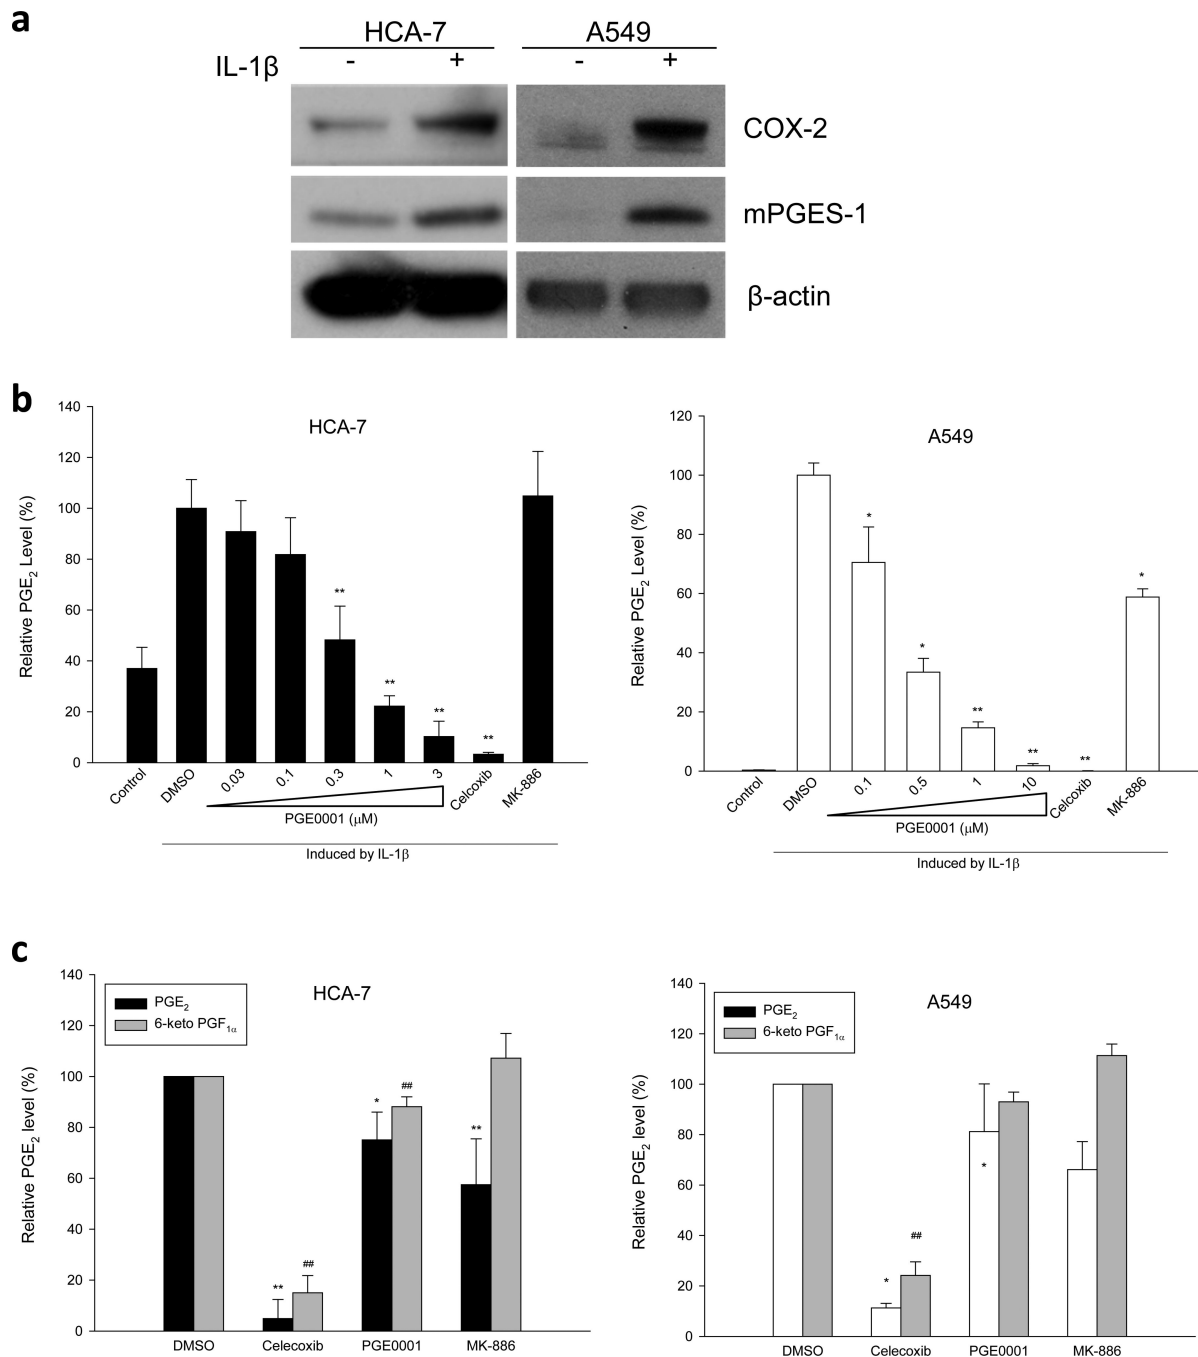 a
HCA-7 A549
IL-1β - + - +
COX-2
mPGES-1
β-actin
b
HCA-7
Relative PGE2 Level (%)
140
120
100
80
60
40
20
0
** ** ** **
Control DMSO 0.03 0.1 0.3 1 3 Celcoxib MK-886
PGE0001 (μM)
Induced by IL-1β
A549
Relative PGE2 Level (%)
120
100
80
60
40
20
0
* * ** ** ** *
Control DMSO 0.1 0.5 1 10 Celcoxib MK-886
PGE0001 (μM)
Induced by IL-1β
c
HCA-7
PGE2
6-keto PGF1α
Relative PGE2 level (%)
140
120
100
80
60
40
20
0
** ## * ## **
DMSO Celecoxib PGE0001 MK-886
A549
PGE2
6-keto PGF1α
Relative PGE2 level (%)
140
120
100
80
60
40
20
0
* ## *
DMSO Celecoxib PGE0001 MK-886